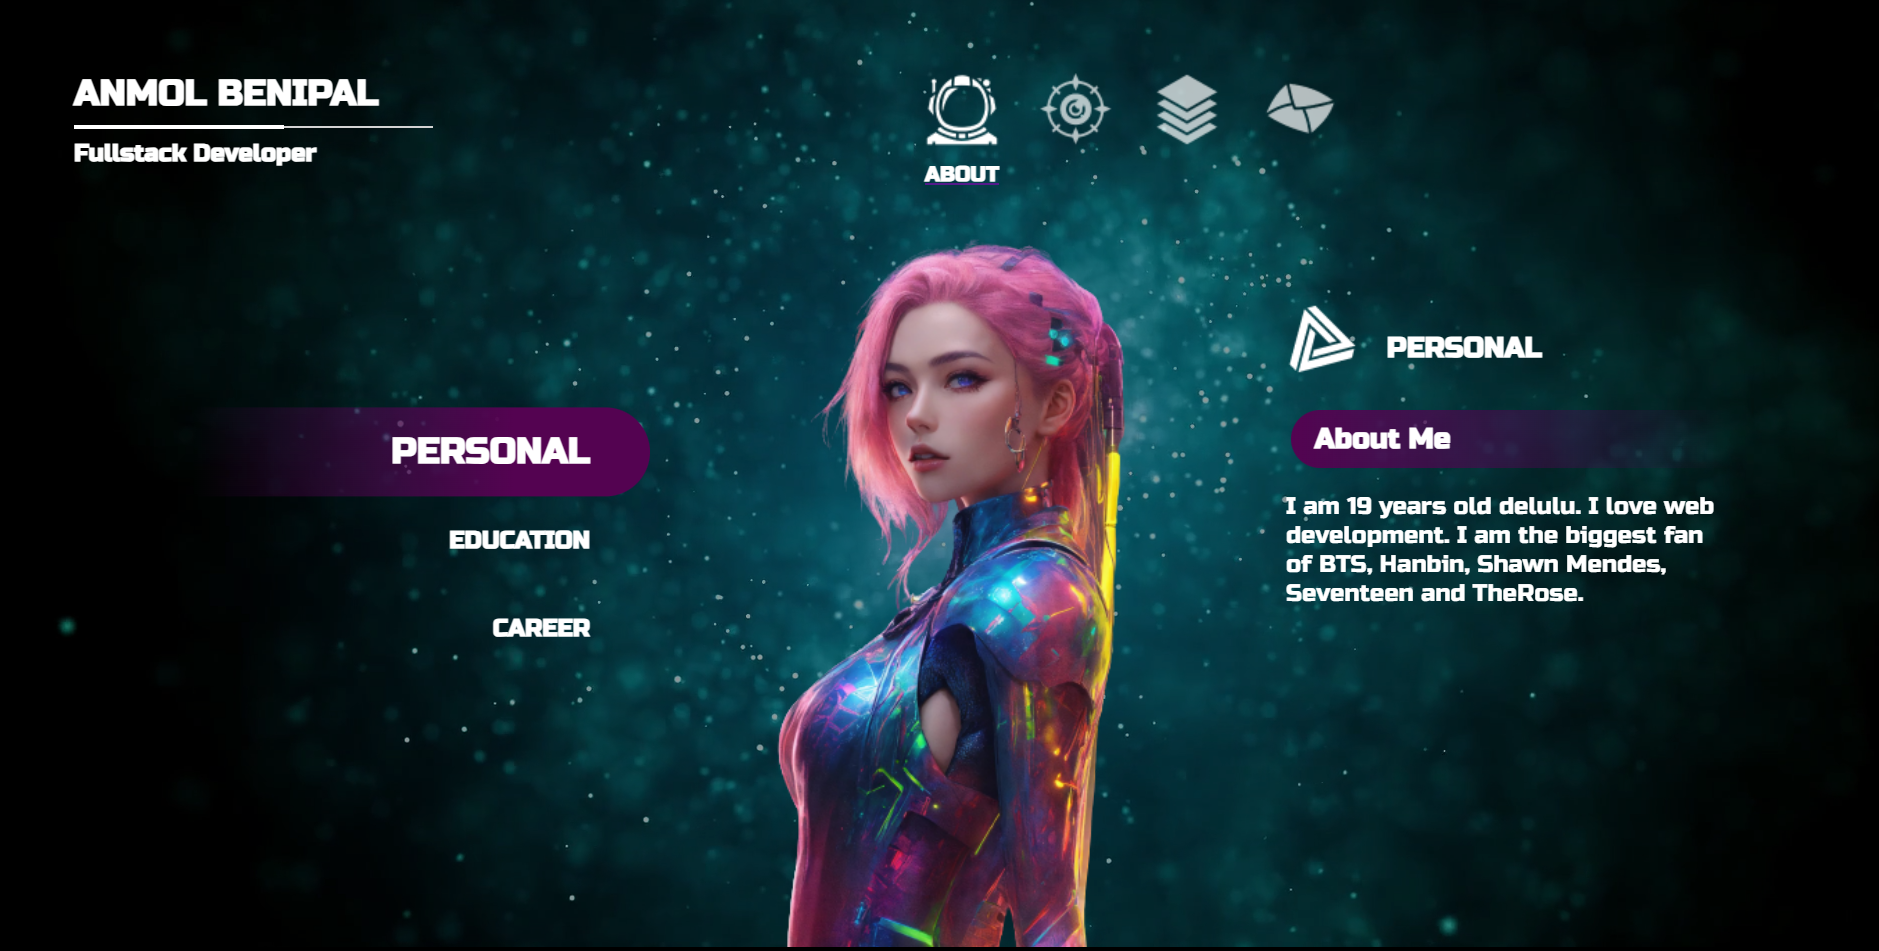 ANMOL BENIPAL
Fullstack Developer
ABOUT
PERSONAL
EDUCATION
CAREER
PERSONAL
About Me
I am 19 years old delulu. I love web
development. I am the biggest fan
of BTS, Hanbin, Shawn Mendes,
Seventeen and TheRose.